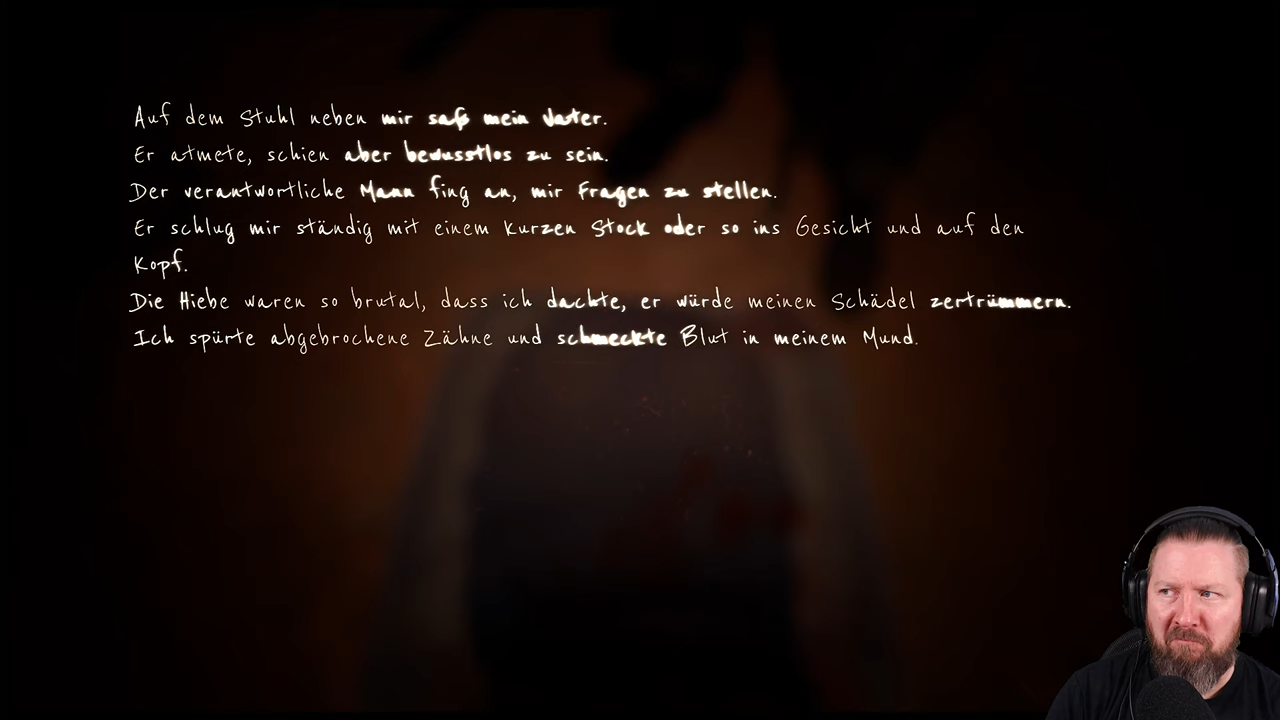 Auf dem Stuhl neben mir saß mein Vater.
Er atmete, schien aber bewusstlos zu sein.
Der verantwortliche Mann fing an, mir Fragen zu stellen.
Er schlug mir ständig mit einem kurzen Stock oder so ins Gesicht und auf den
Kopf.
Die Hiebe waren so brutal, dass ich dachte, er würde meinen Schädel zertrümmern.
Ich spürte abgebrochene Zähne und schmeckte Blut in meinem Mund.